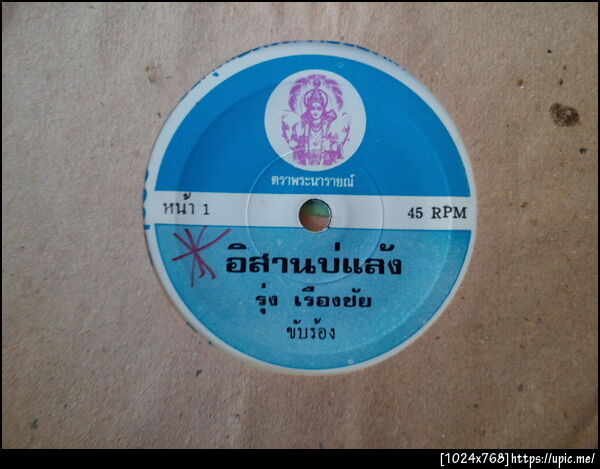 ตราพระนารายณ์
หน้า 1 45 RPM
อิสานบ่แล้ง
รุ่ง เรืองชัย
ขับร้อง
[1024x768]https://upic.me/